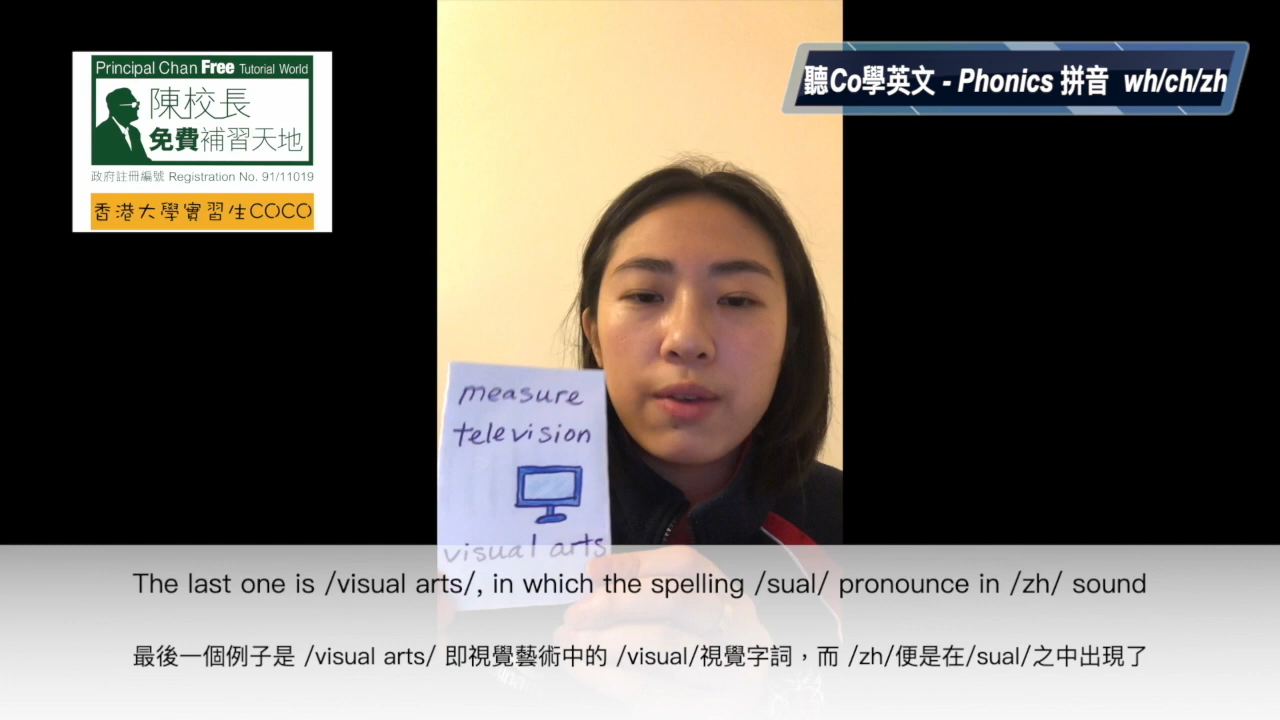 Principal Chan Free Tutorial World
陳校長
免費補習天地
政府註冊編號 Registration No. 91/11019
香港大學實習生COCO
聽Co學英文 - Phonics 拼音 wh/ch/zh
measure
television
visual arts
The last one is /visual arts/, in which the spelling /sual/ pronounce in /zh/ sound
最後一個例子是 /visual arts/ 即視覺藝術中的 /visual/視覺字詞，而 /zh/便是在/sual/之中出現了